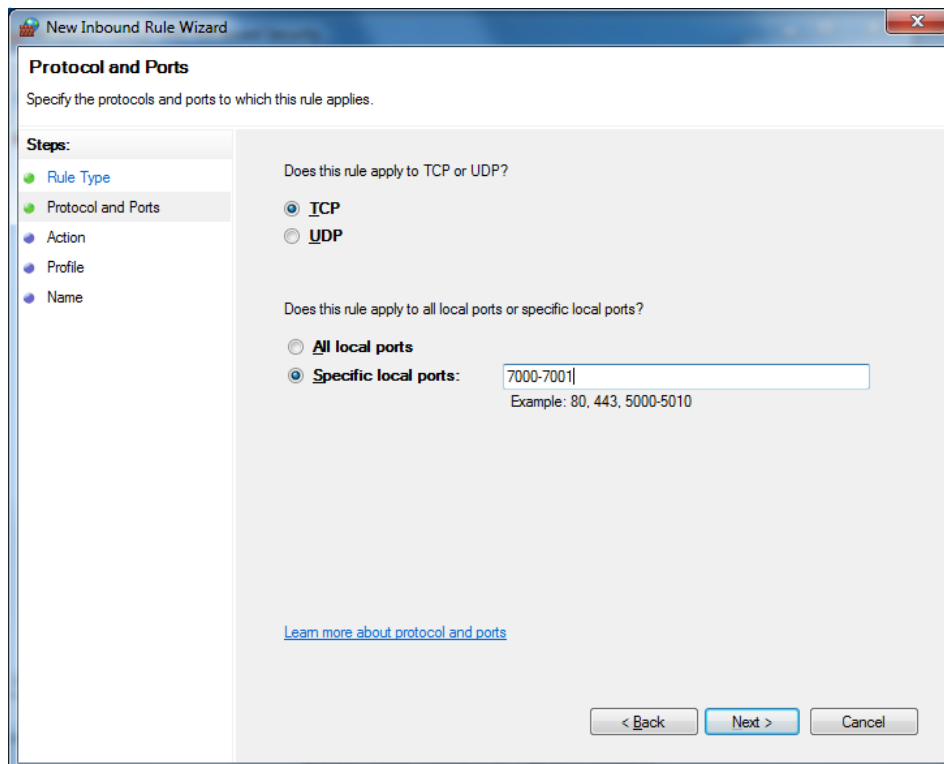 New Inbound Rule Wizard
Protocol and Ports
Specify the protocols and ports to which this rule applies.
Steps:
Rule Type
Protocol and Ports
Action
Profile
Name
Does this rule apply to TCP or UDP?
TCP
UDP
Does this rule apply to all local ports or specific local ports?
All local ports
Specific local ports: 7000-7001
Example: 80, 443, 5000-5010
Learn more about protocol and ports
< Back Next > Cancel